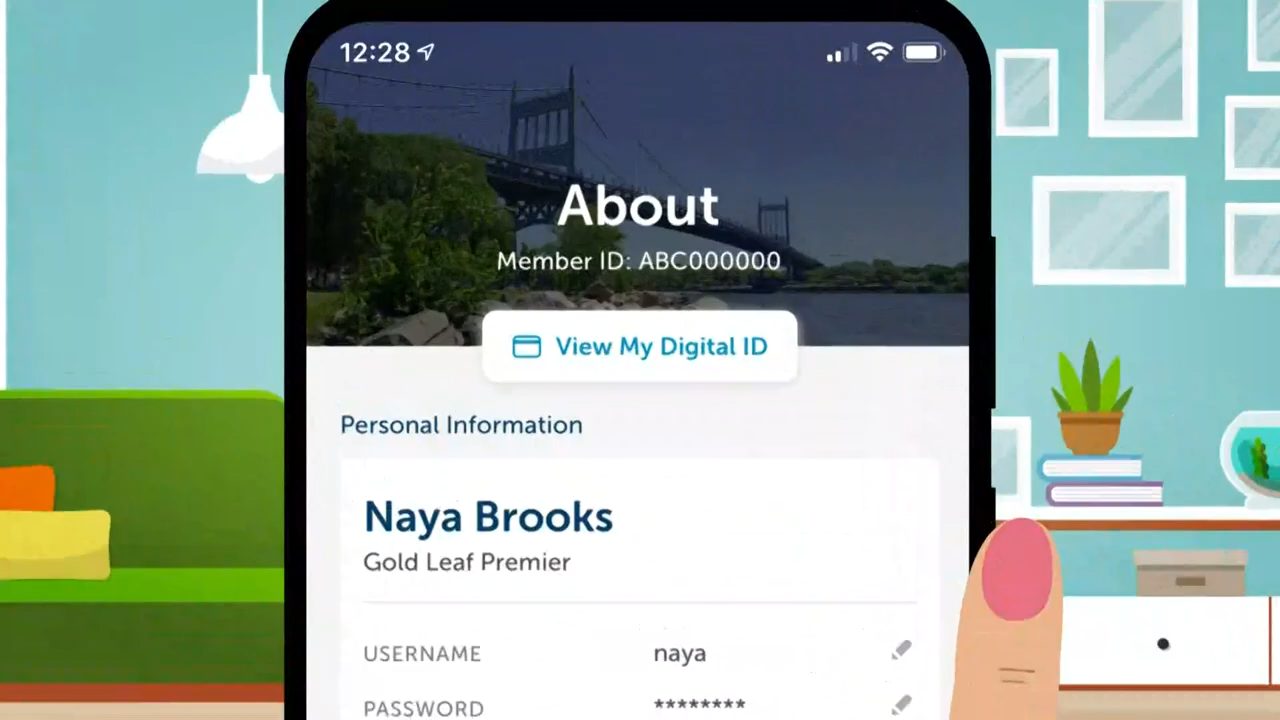 12:28
About
Member ID: ABC000000
View My Digital ID
Personal Information
Naya Brooks
Gold Leaf Premier
USERNAME naya
PASSWORD ********